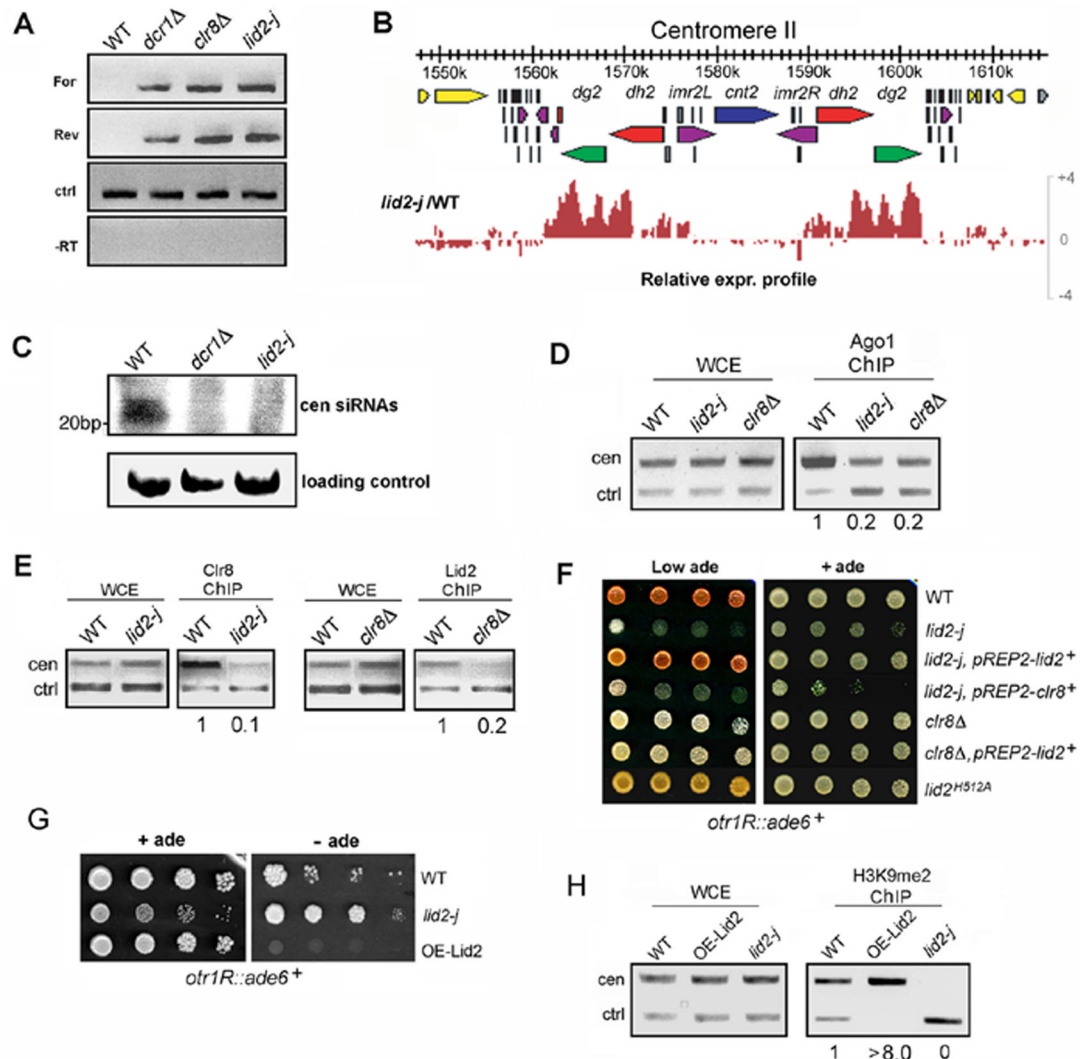 A
WT
dcr1Δ
clr8Δ
lid2-j
For
Rev
ctrl
-RT
B
Centromere II
1550k 1560k 1570k 1580k 1590k 1600k 1610k
dg2 dh2 imr2L cnt2 imr2R dh2 dg2
lid2-j /WT
+4
0
-4
Relative expr. profile
C
WT
dcr1Δ
lid2-j
20bp-
cen siRNAs
loading control
D
WCE
Ago1
ChIP
WT lid2-j clr8Δ WT lid2-j clr8Δ
cen
ctrl
1 0.2 0.2
E
WCE
Clr8
ChIP
WCE
Lid2
ChIP
WT lid2-j WT lid2-j WT clr8Δ WT clr8Δ
cen
ctrl
1 0.1 1 0.2
F
Low ade + ade
WT
lid2-j
lid2-j, pREP2-lid2+
lid2-j, pREP2-clr8+
clr8Δ
clr8Δ, pREP2-lid2+
lid2H512A
otr1R::ade6+
G
+ ade – ade
WT
lid2-j
OE-Lid2
otr1R::ade6+
H
WCE
H3K9me2
ChIP
WT OE-Lid2 lid2-j WT OE-Lid2 lid2-j
cen
ctrl
1 >8.0 0